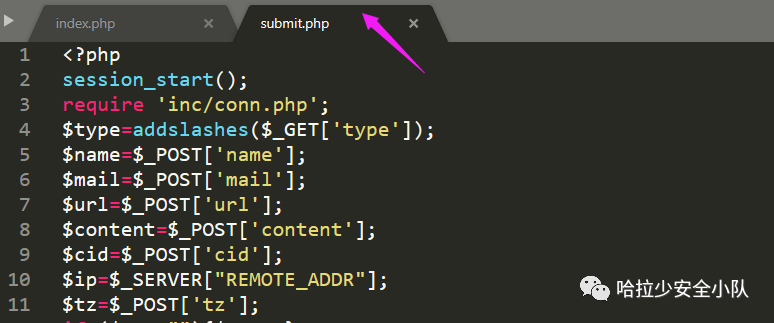 index.php × submit.php ×
1 <?php
2 session_start();
3 require 'inc/conn.php';
4 $type=addslashes($_GET['type']);
5 $name=$_POST['name'];
6 $mail=$_POST['mail'];
7 $url=$_POST['url'];
8 $content=$_POST['content'];
9 $cid=$_POST['cid'];
10 $ip=$_SERVER["REMOTE_ADDR"];
11 $tz=$_POST['tz'];
哈拉少安全小队